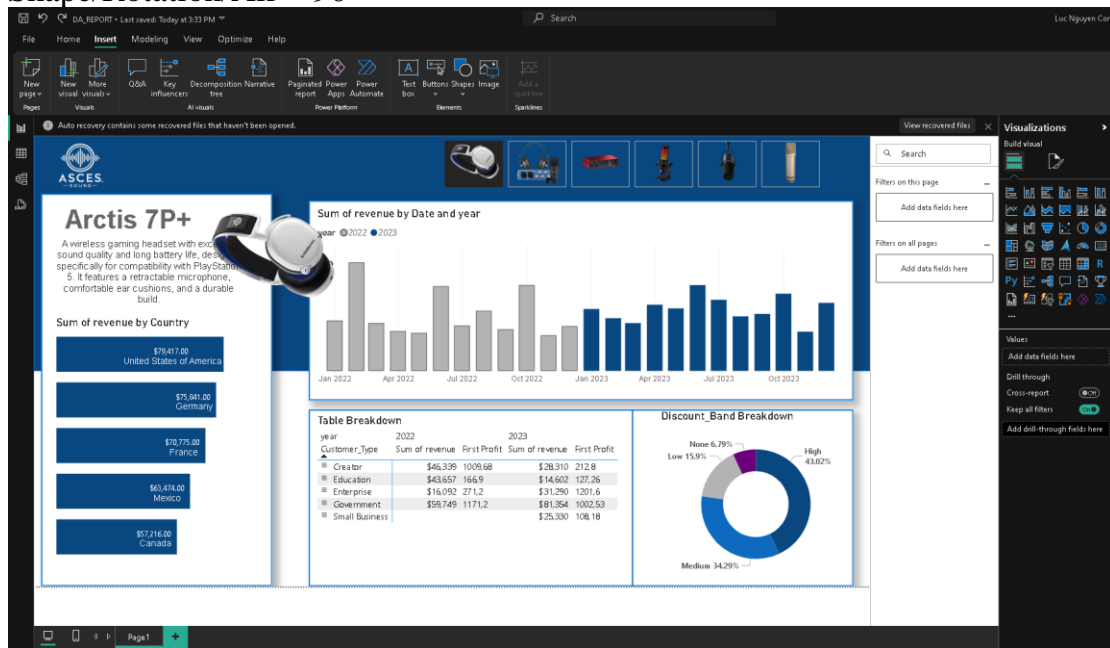 Shape/Rotation/All = 90
DA_REPORT • Last saved: Today at 3:33 PM
Search
Luc Nguyen Con
File Home Insert Modeling View Optimize Help
New page
New visual
More visuals
Q&A
Key influencers
Decomposition tree
Narrative
Paginated report
Power Apps
Power Automate
Text box
Buttons
Shapes
Image
Add a sparkline
Pages
Visuals
AI visuals
Power Platform
Elements
Sparklines
Auto recovery contains some recovered files that haven't been opened.
View recovered files
ASCES
SOUND
Arctis 7P+
A wireless gaming headset with
sound quality and long battery life,
specifically for compatibility with
5. It features a retractable microphone,
comfortable ear cushions, and a durable
build.
Sum of revenue by Country
$79,417.00
United States of America
$75,841.00
Germany
$70,775.00
France
$63,474.00
Mexico
$57,216.00
Canada
Sum of revenue by Date and year
year 2022 2023
Jan 2022 Apr 2022 Jul 2022 Oct 2022 Jan 2023 Apr 2023 Jul 2023 Oct 2023
Table Breakdown
year 2022 2023
Customer_Type Sum of revenue First Profit Sum of revenue First Profit
Creator $46,339 1009,68 $28,310 212,8
Education $43,657 166,9 $14,602 127,26
Enterprise $16,092 271,2 $31,290 1201,6
Government $59,749 1171,2 $81,354 1002,53
Small Business $25,330 108,18
Discount_Band Breakdown
None 6.79%
Low 15.9%
High
43.02%
Medium 34.29%
Search
Filters on this page
Add data fields here
Filters on all pages
Add data fields here
Visualizations
Build visual
R
Py
Values
Add data fields here
Drill through
Cross-report Off
Keep all filters On
Add drill-through fields here
Page1